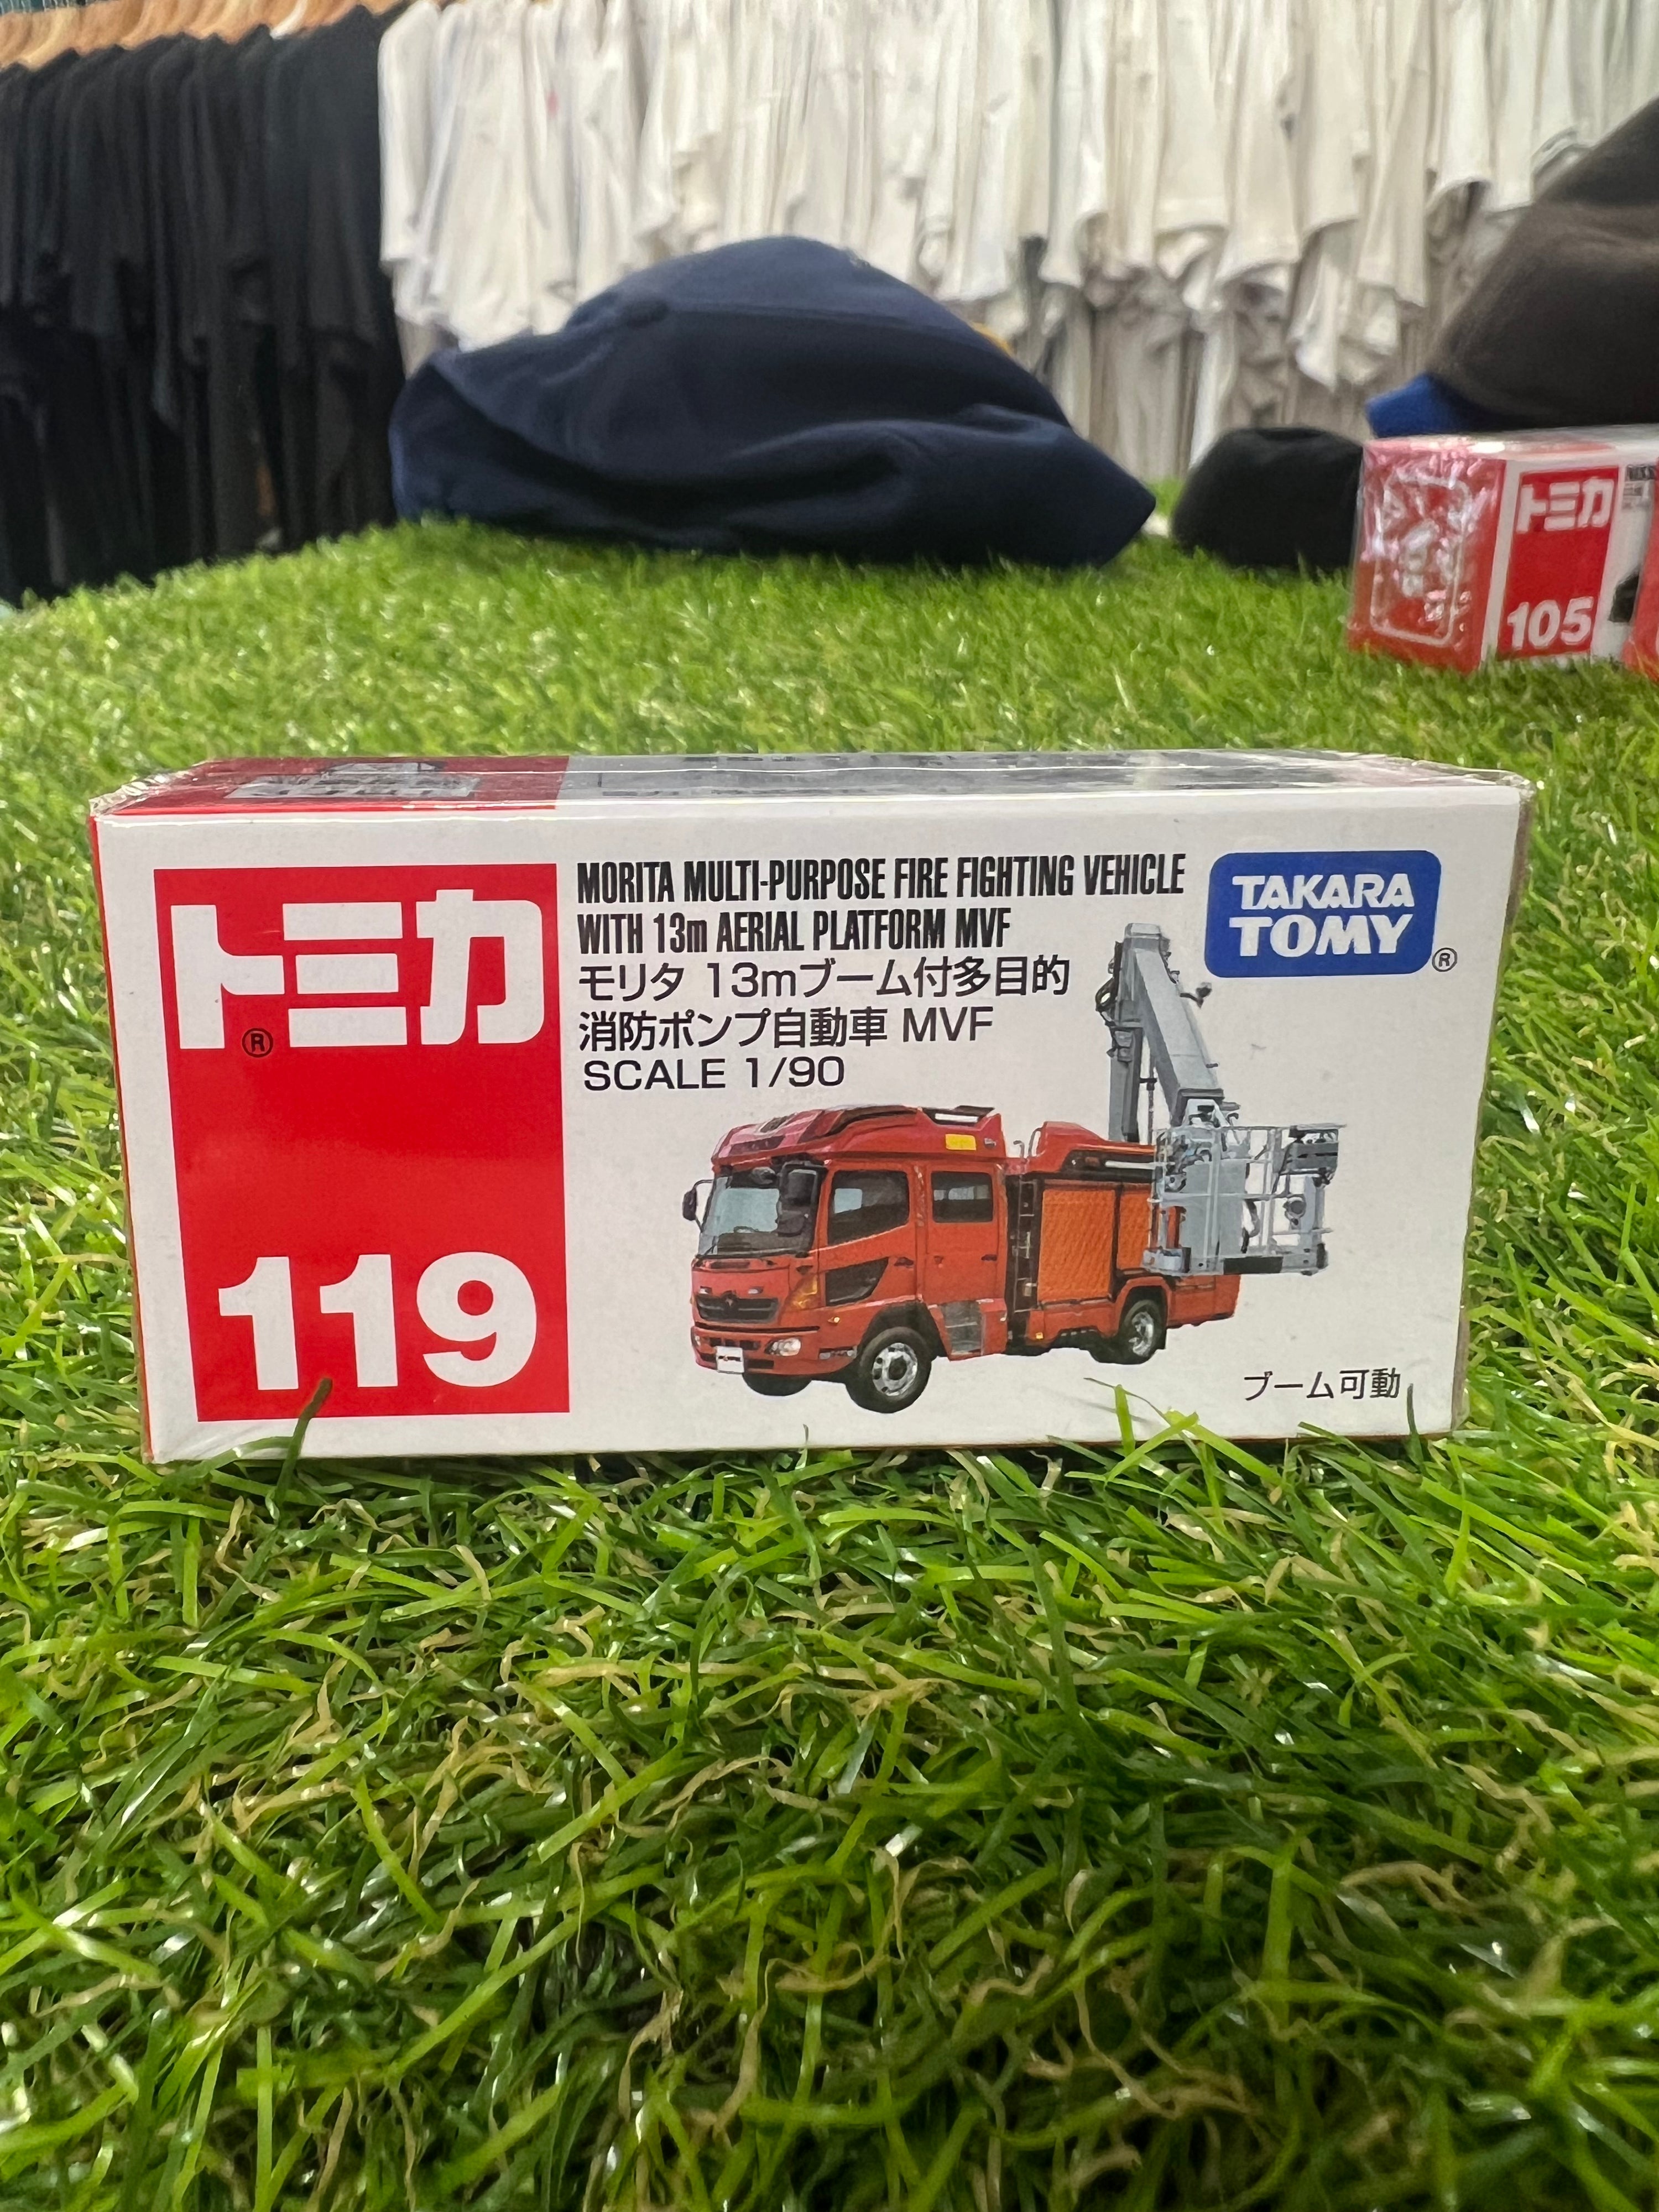 トミカ
105
トミカ
®
119
MORITA MULTI-PURPOSE FIRE FIGHTING VEHICLE
WITH 13m AERIAL PLATFORM MVF
モリタ 13mブーム付多目的
消防ポンプ自動車 MVF
SCALE 1/90
TAKARA
TOMY
®
ブーム可動